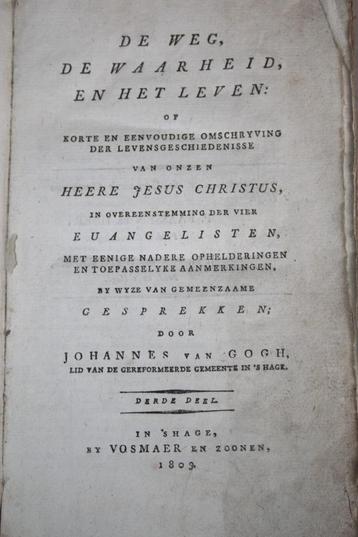 DE WEG,
DE WAARHEID,
EN HET LEVEN:
OF
KORTE EN EENVOUDIGE OMSCHRYVING
DER LEVENSGESCHIEDENISSE
VAN ONZEN
HEERE JESUS CHRISTUS,
IN OVEREENSTEMMING DER VIER
EUANGELISTEN,
MET EENIGE NADERE OPHELDERINGEN
EN TOEPASSELYKE AANMERKINGEN,
BY WYZE VAN GEMEENZAAME
GESPREKKEN;
DOOR
JOHANNES VAN GOGH,
LID VAN DE GEREFORMEERDE GEMEENTE IN 'S HAGE.
DERDE DEEL.
IN 'SHAGE,
BY VOSMAER EN ZOONEN,
1803.